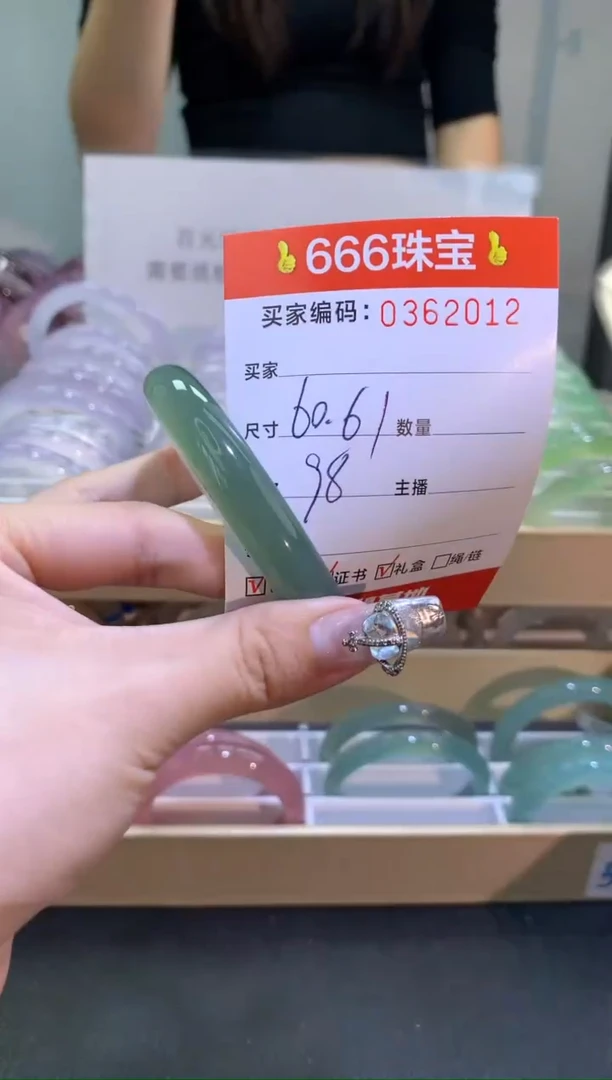 666珠宝
买家编码：0362012
买家
尺寸 60.61 数量
98 主播
证书 礼盒 绳/链